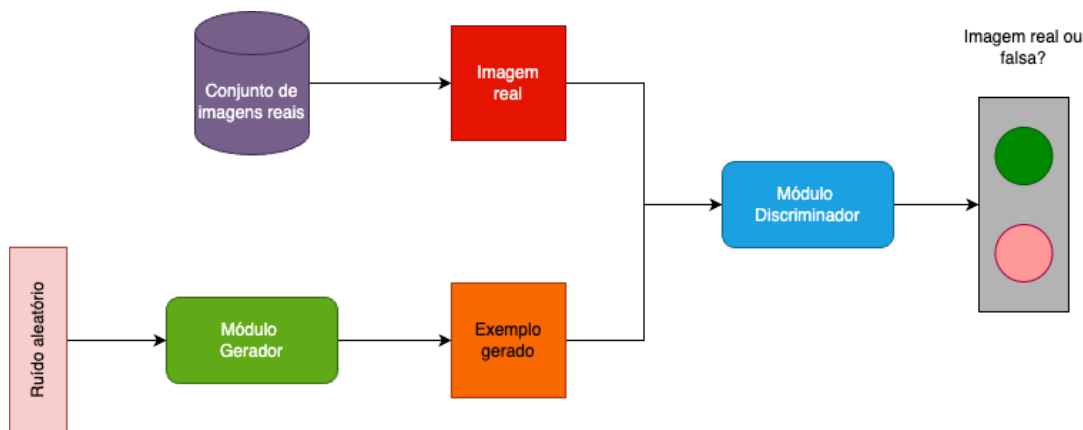 Conjunto de
imagens reais
Imagem
real
Imagem real ou
falsa?
Módulo
Discriminador
Ruído aleatório
Módulo
Gerador
Exemplo
gerado